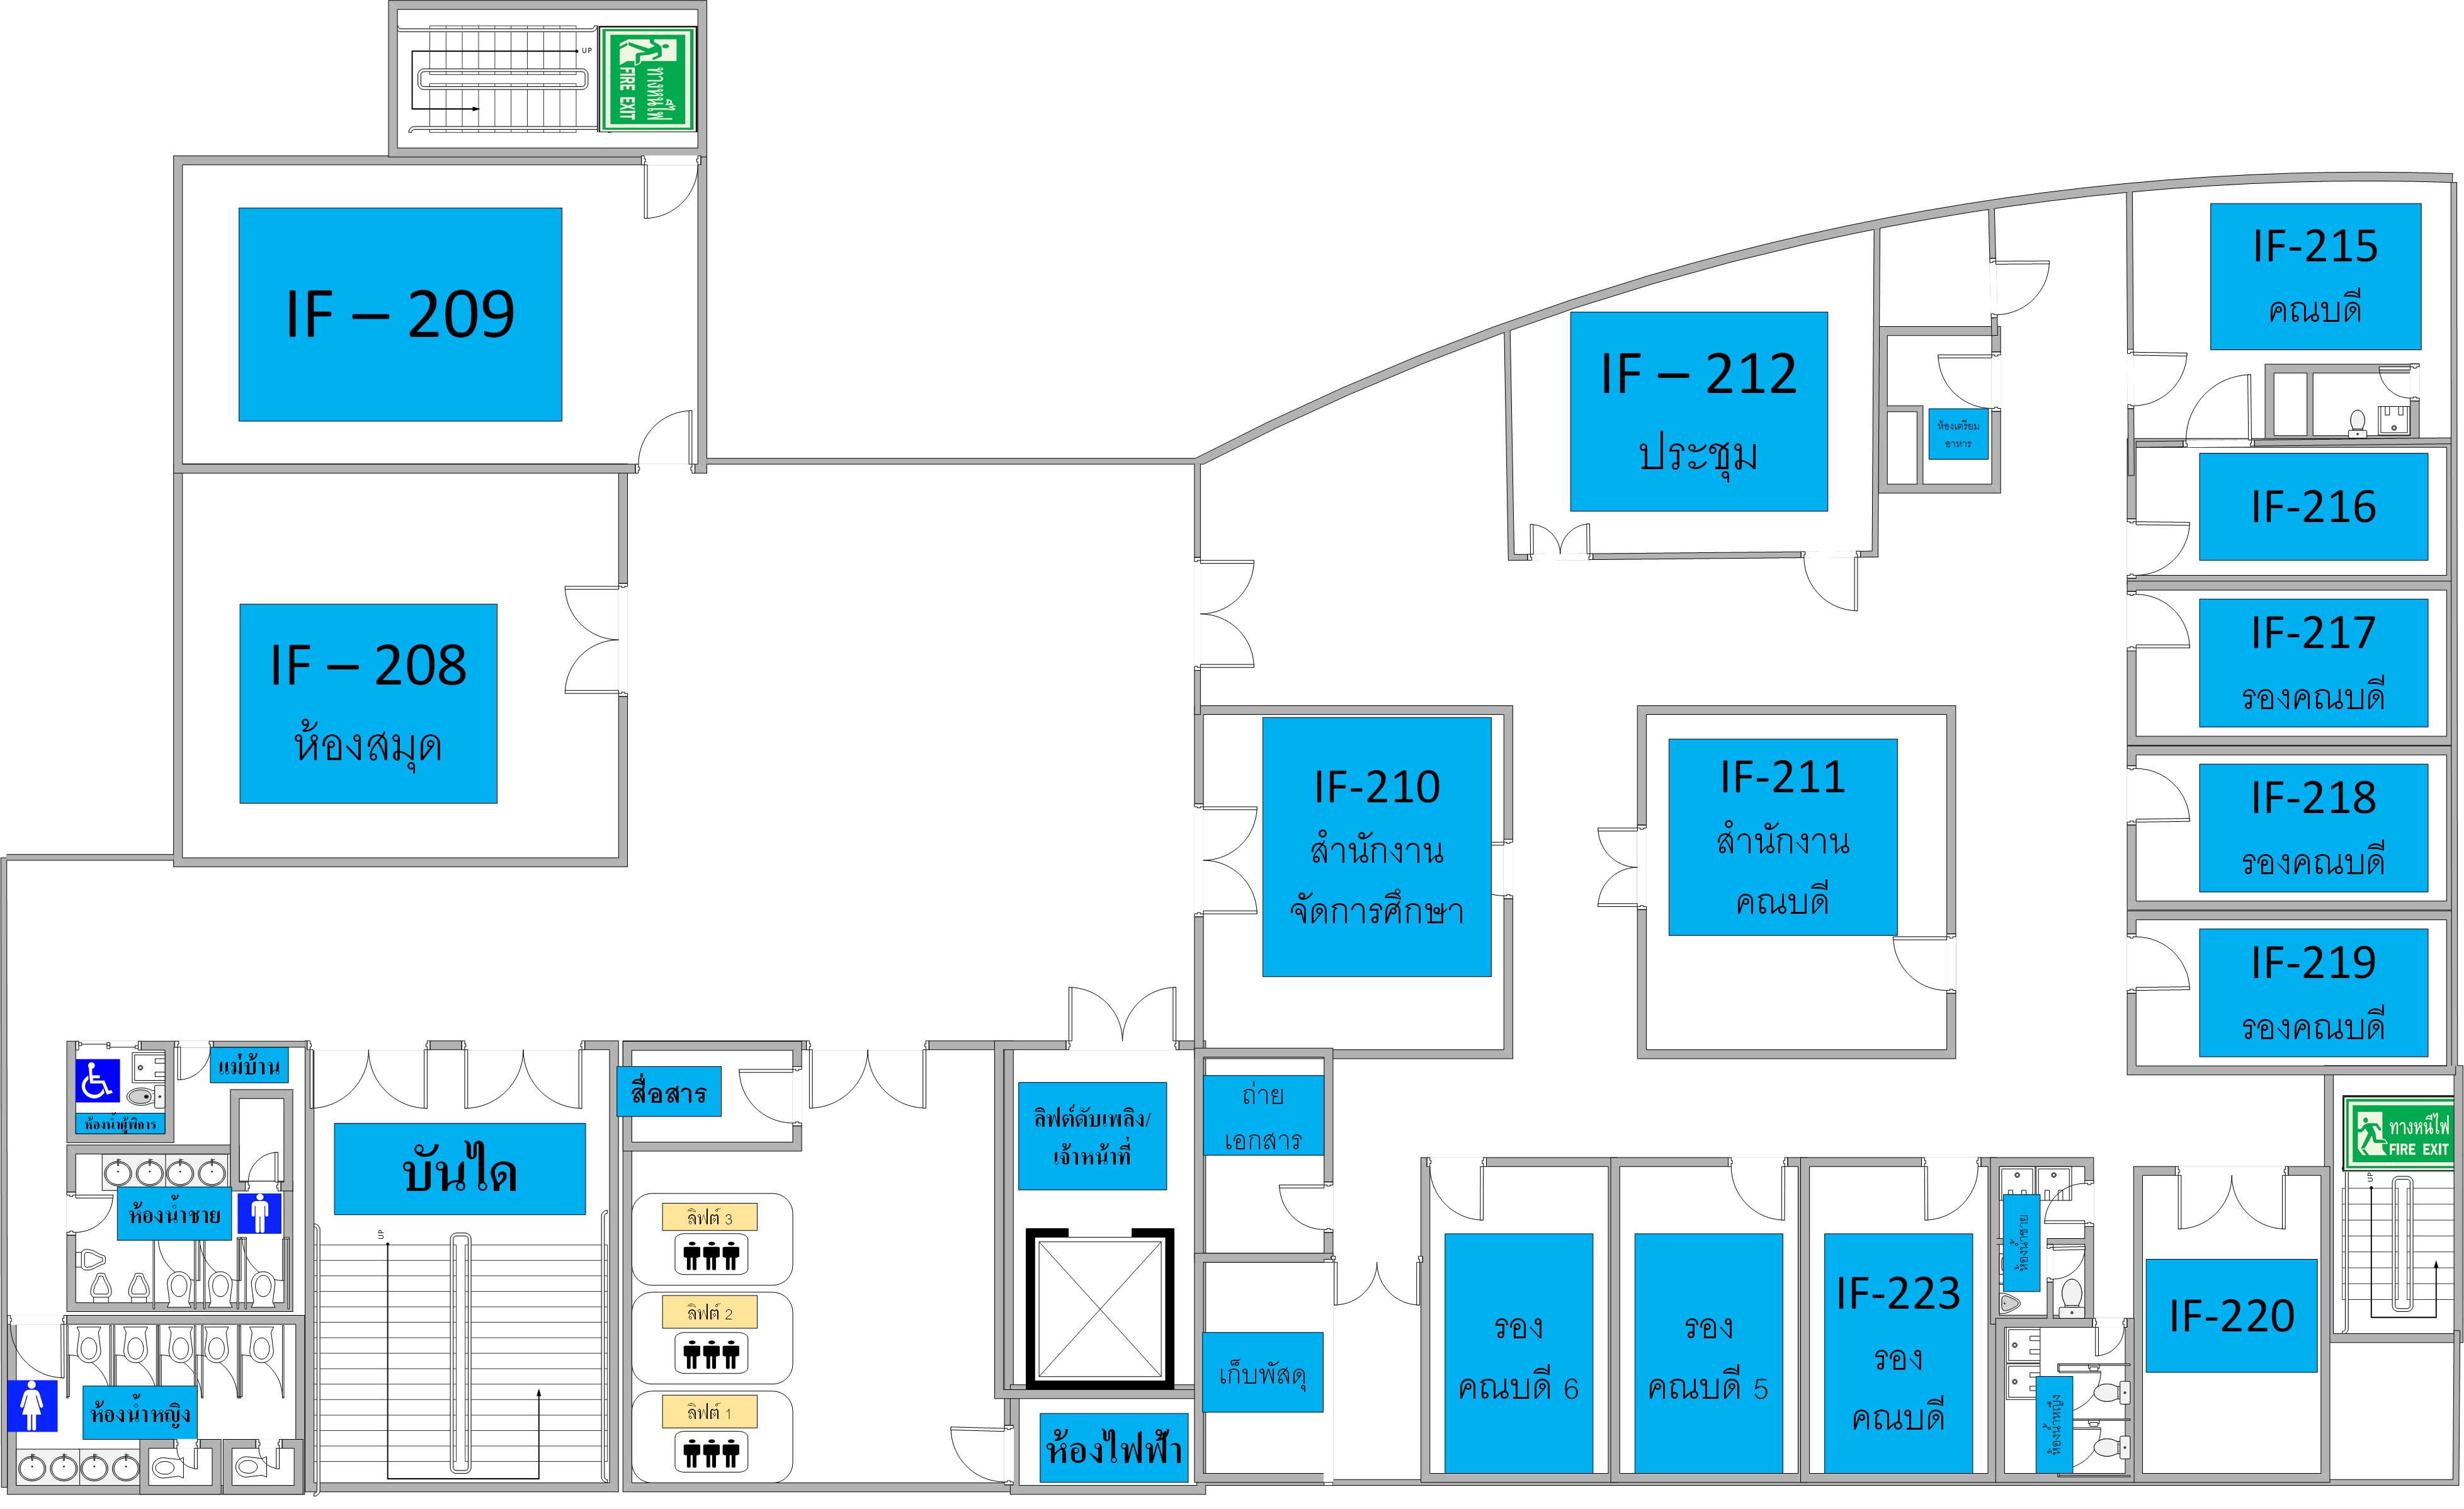 UP
ทางหนีไฟ
FIRE EXIT
IF – 209
IF-215
คณบดี
IF – 212
ประชุม
ห้องเตรียม
อาหาร
IF-216
IF – 208
ห้องสมุด
IF-217
รองคณบดี
IF-210
สำนักงาน
จัดการศึกษา
IF-211
สำนักงาน
คณบดี
IF-218
รองคณบดี
IF-219
รองคณบดี
แม่บ้าน
ห้องน้ำผู้พิการ
สื่อสาร
ลิฟต์ดับเพลิง/
เจ้าหน้าที่
ถ่าย
เอกสาร
ทางหนีไฟ
FIRE EXIT
UP
บันได
UP
ห้องน้ำชาย
ลิฟต์ 3
ลิฟต์ 2
ลิฟต์ 1
ห้องน้ำหญิง
ห้องไฟฟ้า
เก็บพัสดุ
รอง
คณบดี 6
รอง
คณบดี 5
IF-223
รอง
คณบดี
ห้องน้ำชาย
ห้องน้ำหญิง
IF-220